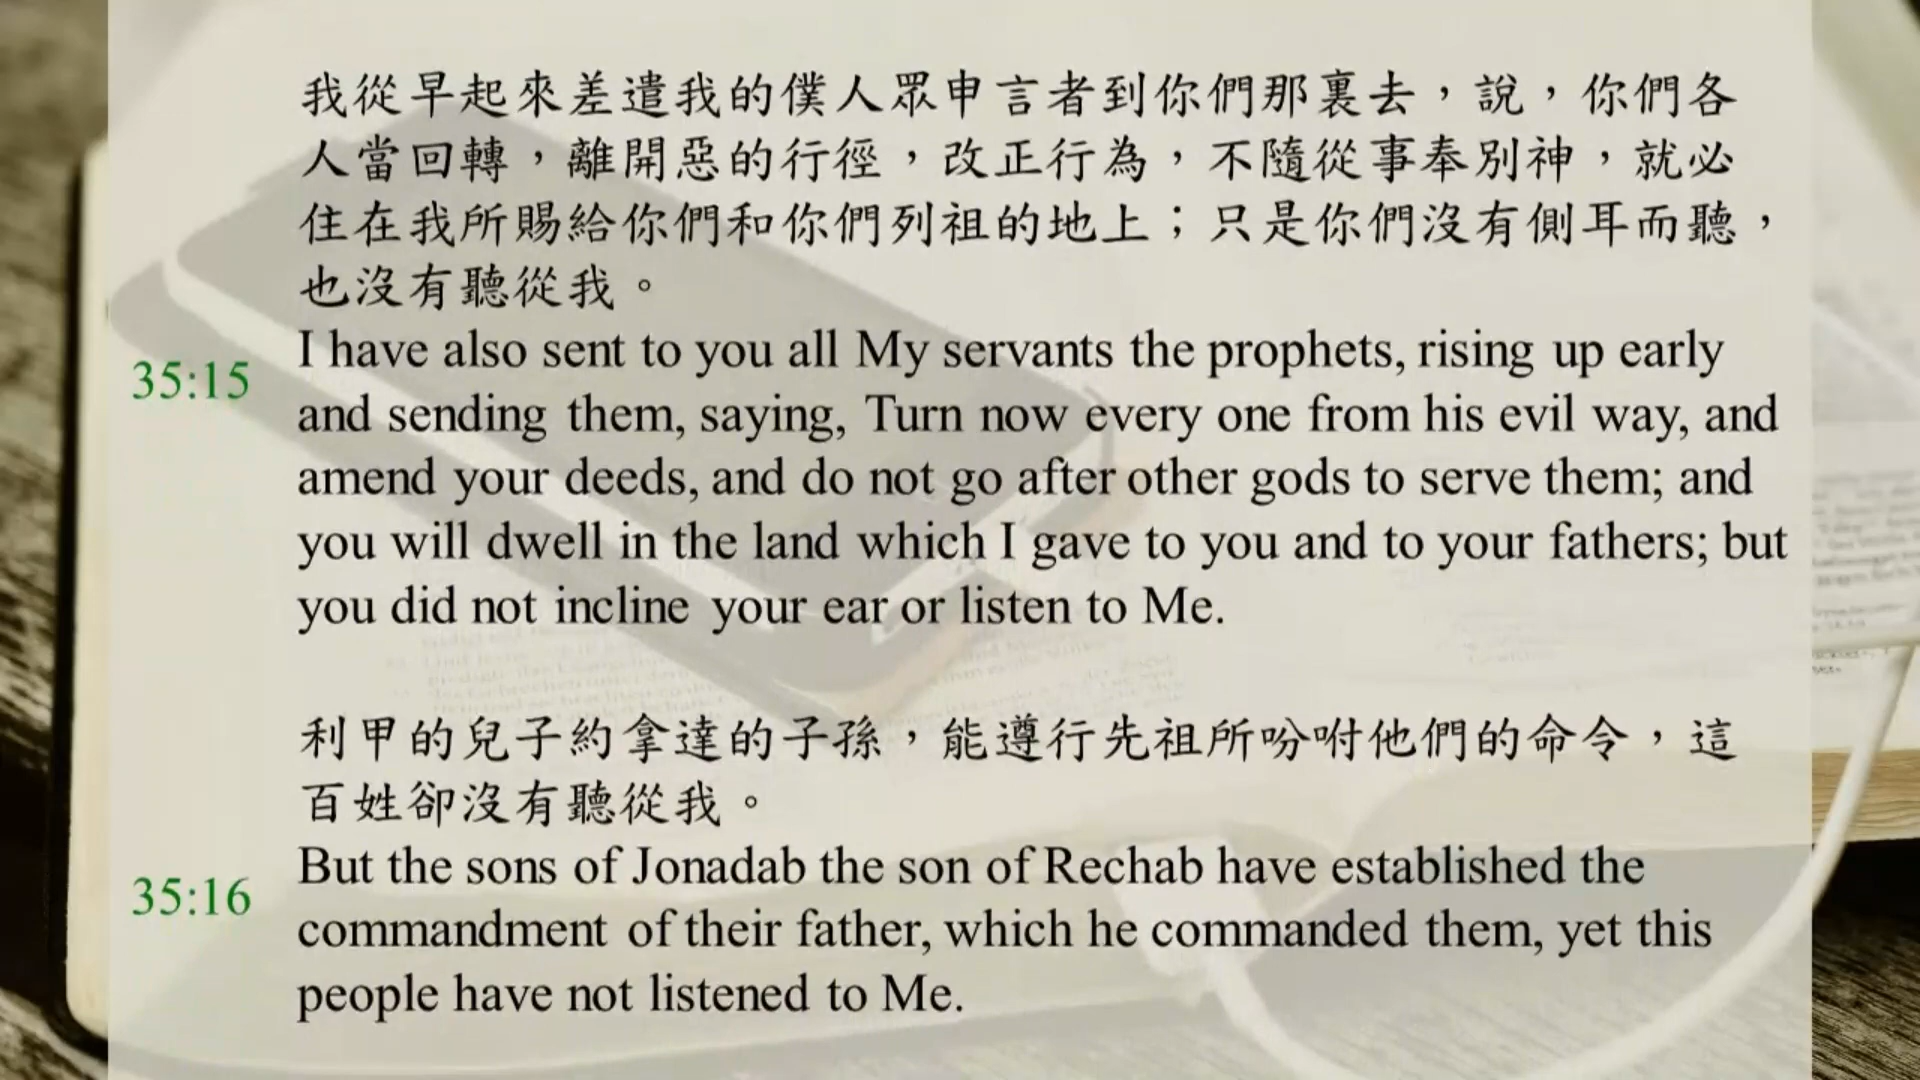 我從早起來差遣我的僕人眾申言者到你們那裏去，說，你們各
人當回轉，離開惡的行徑，改正行為，不隨從事奉別神，就必
住在我所賜給你們和你們列祖的地上；只是你們沒有側耳而聽，
也沒有聽從我。
35:15
I have also sent to you all My servants the prophets, rising up early
and sending them, saying, Turn now every one from his evil way, and
amend your deeds, and do not go after other gods to serve them; and
you will dwell in the land which I gave to you and to your fathers; but
you did not incline your ear or listen to Me.
利甲的兒子約拿達的子孫，能遵行先祖所吩咐他們的命令，這
百姓卻沒有聽從我。
35:16
But the sons of Jonadab the son of Rechab have established the
commandment of their father, which he commanded them, yet this
people have not listened to Me.